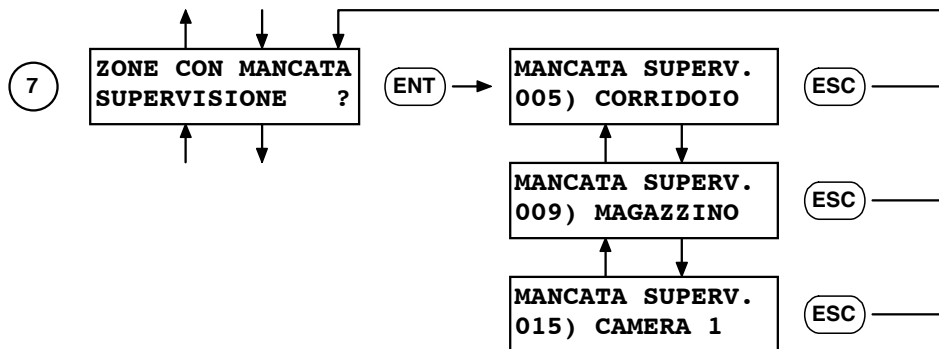 7
ZONE CON MANCATA
SUPERVISIONE ?
ENT
MANCATA SUPERV.
005) CORRIDOIO
ESC
MANCATA SUPERV.
009) MAGAZZINO
ESC
MANCATA SUPERV.
015) CAMERA 1
ESC